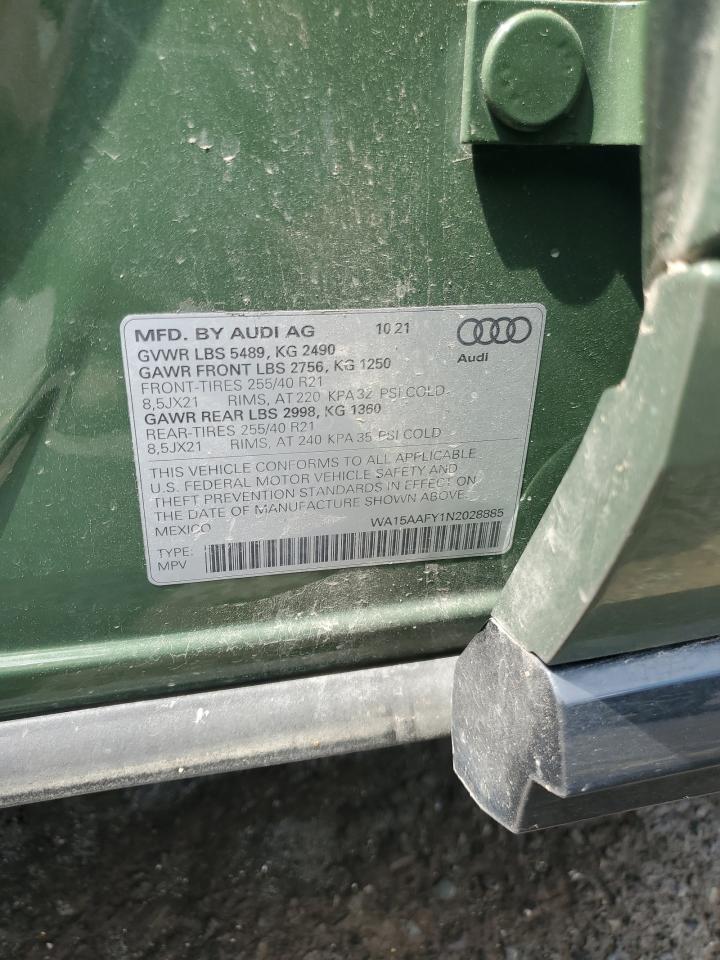 MFD. BY AUDI AG 10 21
GVWR LBS 5489, KG 2490
GAWR FRONT LBS 2756, KG 1250
Audi
FRONT-TIRES 255/40 R21
8,5JX21 RIMS, AT 220 KPA 32 PSI COLD
GAWR REAR LBS 2998, KG 1360
REAR-TIRES 255/40 R21
8,5JX21 RIMS, AT 240 KPA 35 PSI COLD
THIS VEHICLE CONFORMS TO ALL APPLICABLE
U.S. FEDERAL MOTOR VEHICLE SAFETY AND
THEFT PREVENTION STANDARDS IN EFFECT ON
THE DATE OF MANUFACTURE SHOWN ABOVE.
MEXICO WA15AAFY1N2028885
TYPE:
MPV